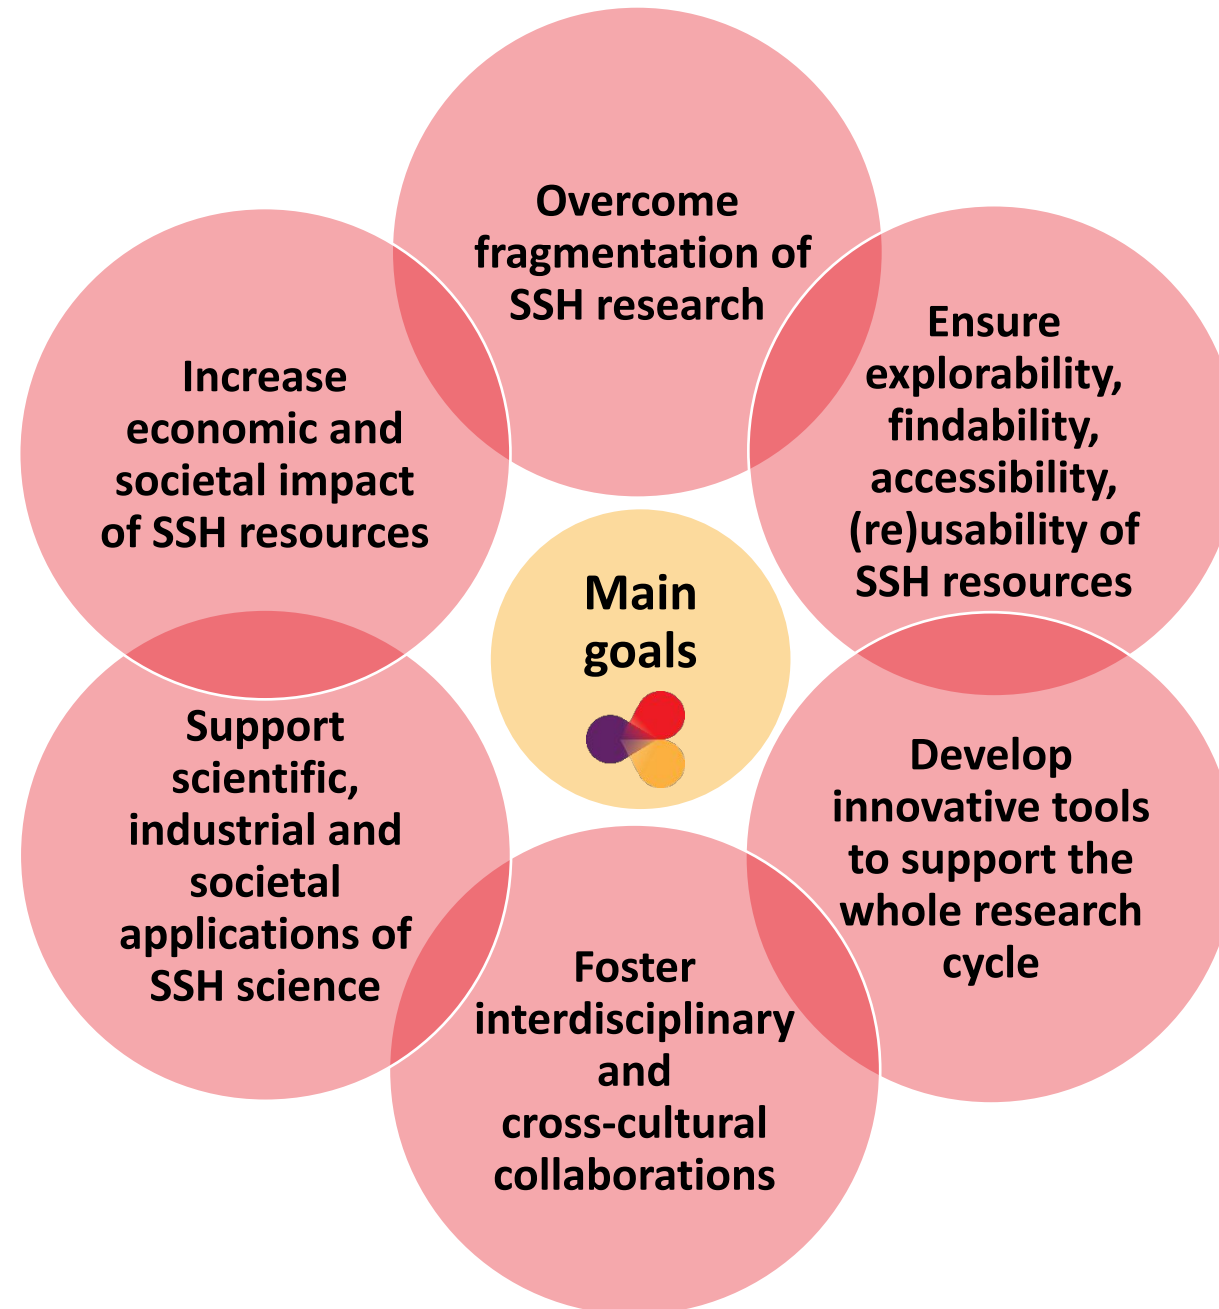 Overcome
fragmentation of
SSH research
Ensure
explorability,
findability,
accessibility,
(re)usability of
SSH resources
Develop
innovative tools
to support the
whole research
cycle
Foster
interdisciplinary
and
cross-cultural
collaborations
Support
scientific,
industrial and
societal
applications of
SSH science
Increase
economic and
societal impact
of SSH resources
Main
goals